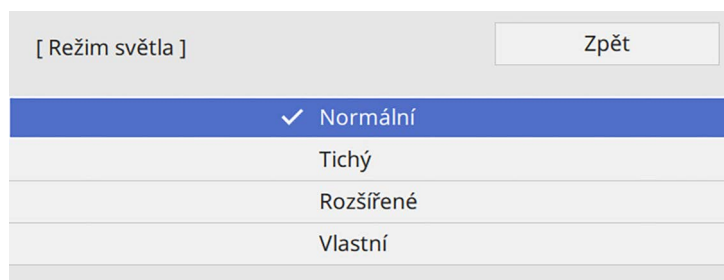 [ Režim světla ]
Zpět
Normální
Tichý
Rozšířené
Vlastní